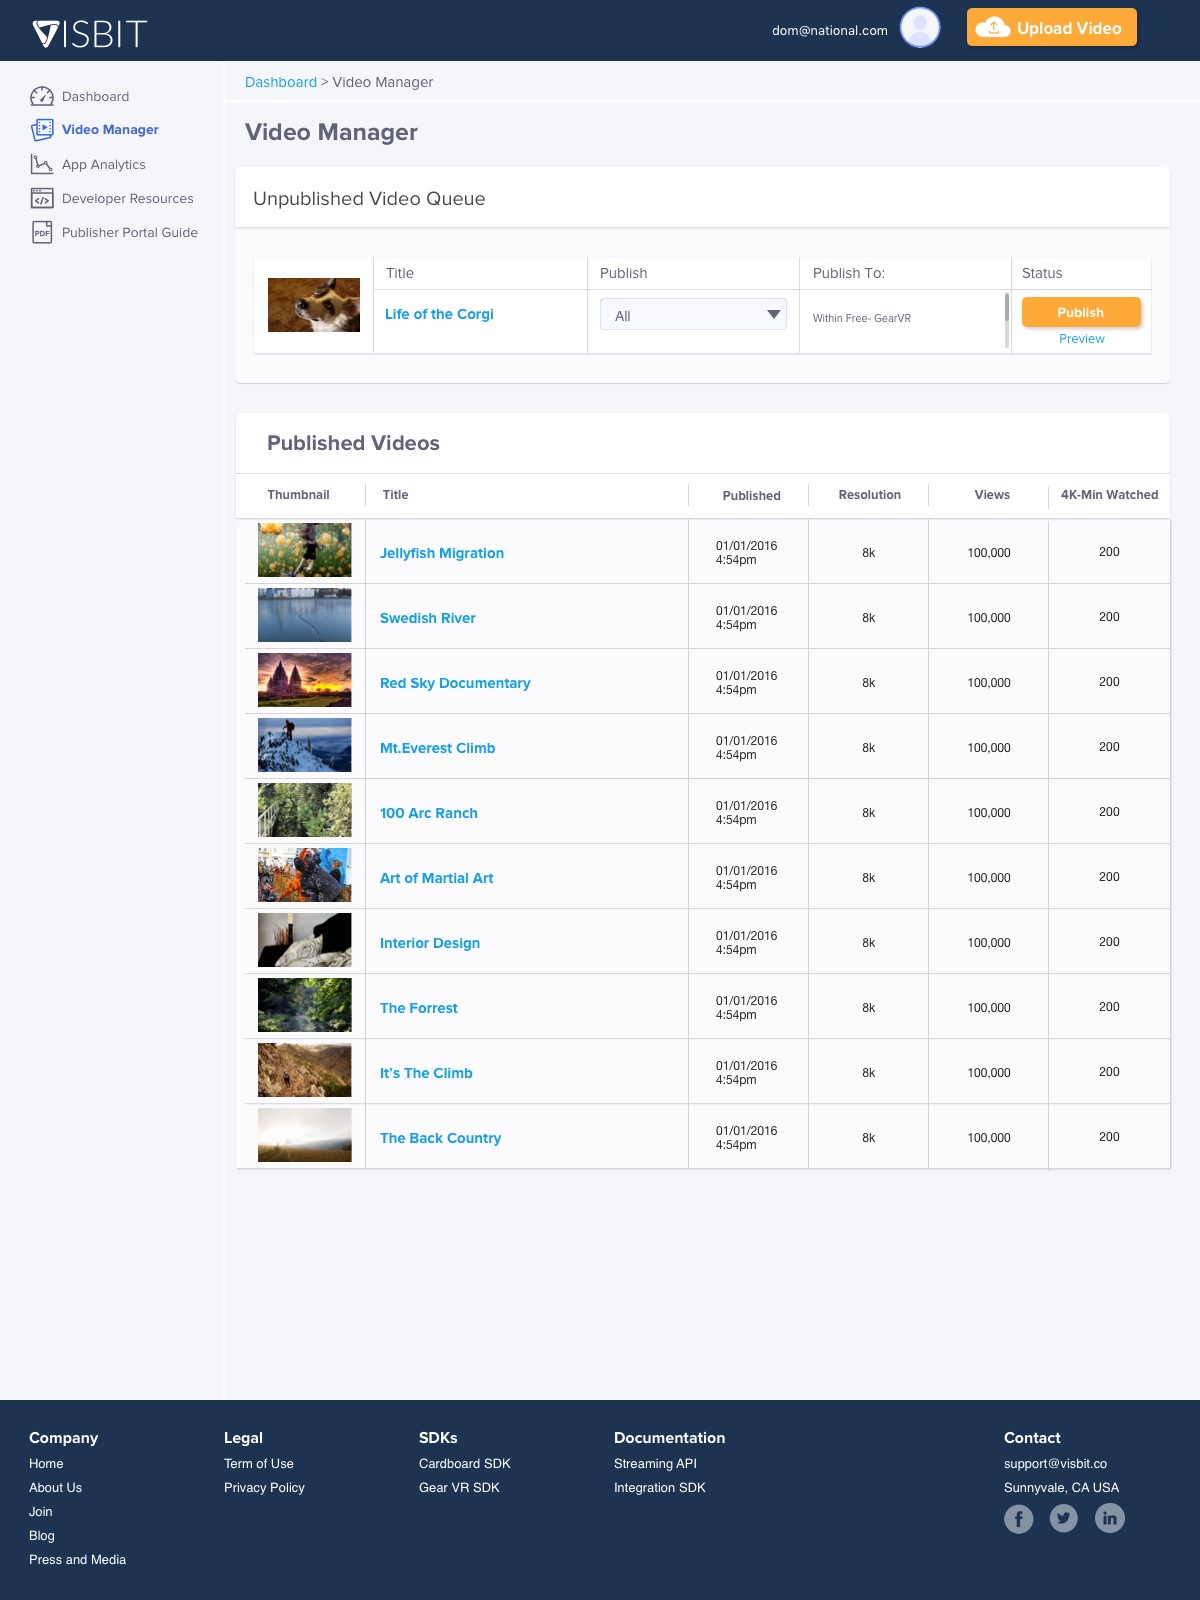 VISBIT
dom@national.com
Upload Video
Dashboard
Video Manager
App Analytics
Developer Resources
PDF
Publisher Portal Guide
Dashboard > Video Manager
Video Manager
Unpublished Video Queue
Title Publish Publish To: Status
Life of the Corgi All Within Free- GearVR Publish
Preview
Published Videos
Thumbnail Title Published Resolution Views 4K-Min Watched
Jellyfish Migration 01/01/2016 4:54pm 8k 100,000 200
Swedish River 01/01/2016 4:54pm 8k 100,000 200
Red Sky Documentary 01/01/2016 4:54pm 8k 100,000 200
Mt.Everest Climb 01/01/2016 4:54pm 8k 100,000 200
100 Arc Ranch 01/01/2016 4:54pm 8k 100,000 200
Art of Martial Art 01/01/2016 4:54pm 8k 100,000 200
Interior Design 01/01/2016 4:54pm 8k 100,000 200
The Forrest 01/01/2016 4:54pm 8k 100,000 200
It's The Climb 01/01/2016 4:54pm 8k 100,000 200
The Back Country 01/01/2016 4:54pm 8k 100,000 200
Company
Home
About Us
Join
Blog
Press and Media
Legal
Term of Use
Privacy Policy
SDKs
Cardboard SDK
Gear VR SDK
Documentation
Streaming API
Integration SDK
Contact
support@visbit.co
Sunnyvale, CA USA